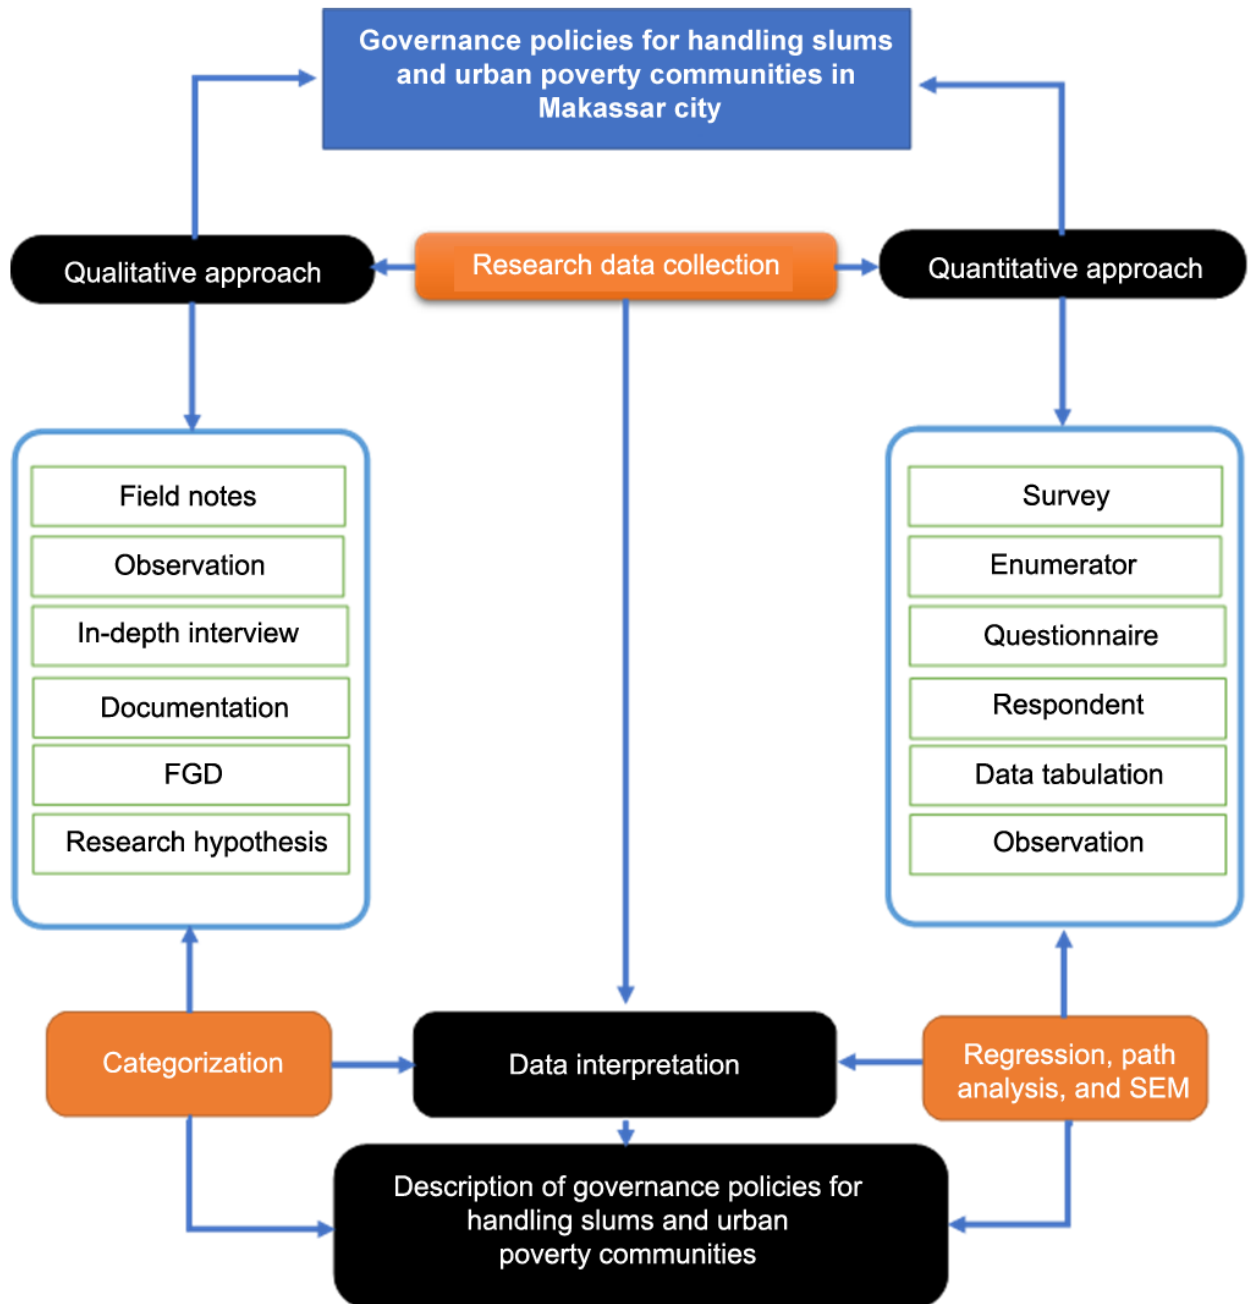 Governance policies for handling slums
and urban poverty communities in
Makassar city
Qualitative approach
Research data collection
Quantitative approach
Field notes
Observation
In-depth interview
Documentation
FGD
Research hypothesis
Survey
Enumerator
Questionnaire
Respondent
Data tabulation
Observation
Categorization
Data interpretation
Regression, path
analysis, and SEM
Description of governance policies for
handling slums and urban
poverty communities